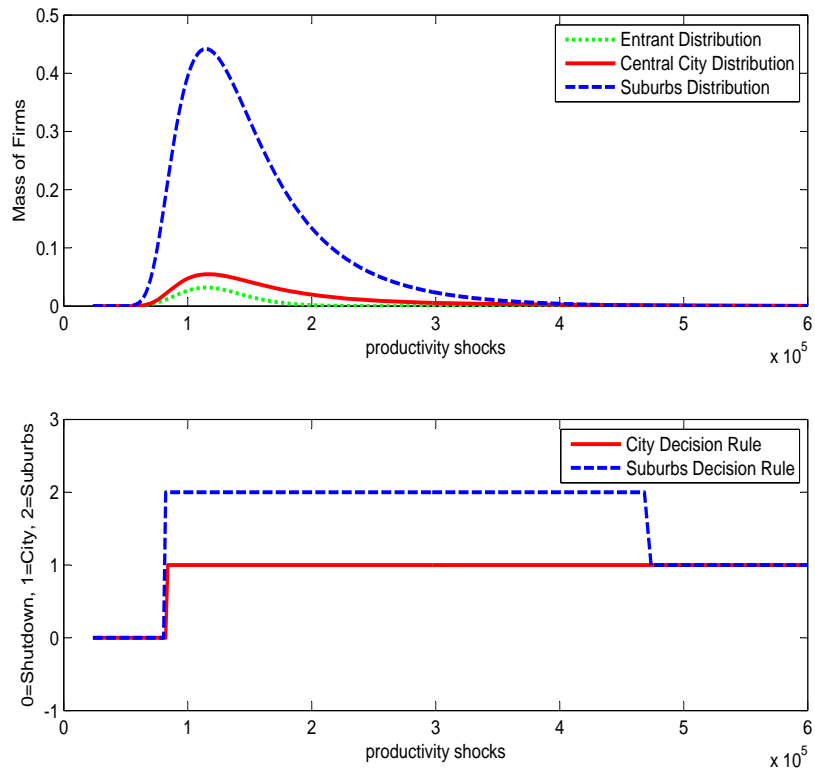 0.5
0.4
0.3
0.2
0.1
0
Mass of Firms
Entrant Distribution
Central City Distribution
Suburbs Distribution
0 1 2 3 4 5 6
productivity shocks
x 10^5
3
2
1
0
-1
0=Shutdown, 1=City, 2=Suburbs
City Decision Rule
Suburbs Decision Rule
0 1 2 3 4 5 6
productivity shocks
x 10^5